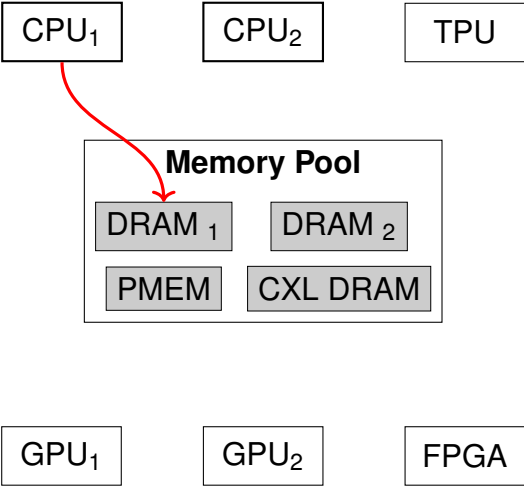 CPU₁ CPU₂ TPU
Memory Pool
DRAM ₁ DRAM ₂
PMEM CXL DRAM
GPU₁ GPU₂ FPGA